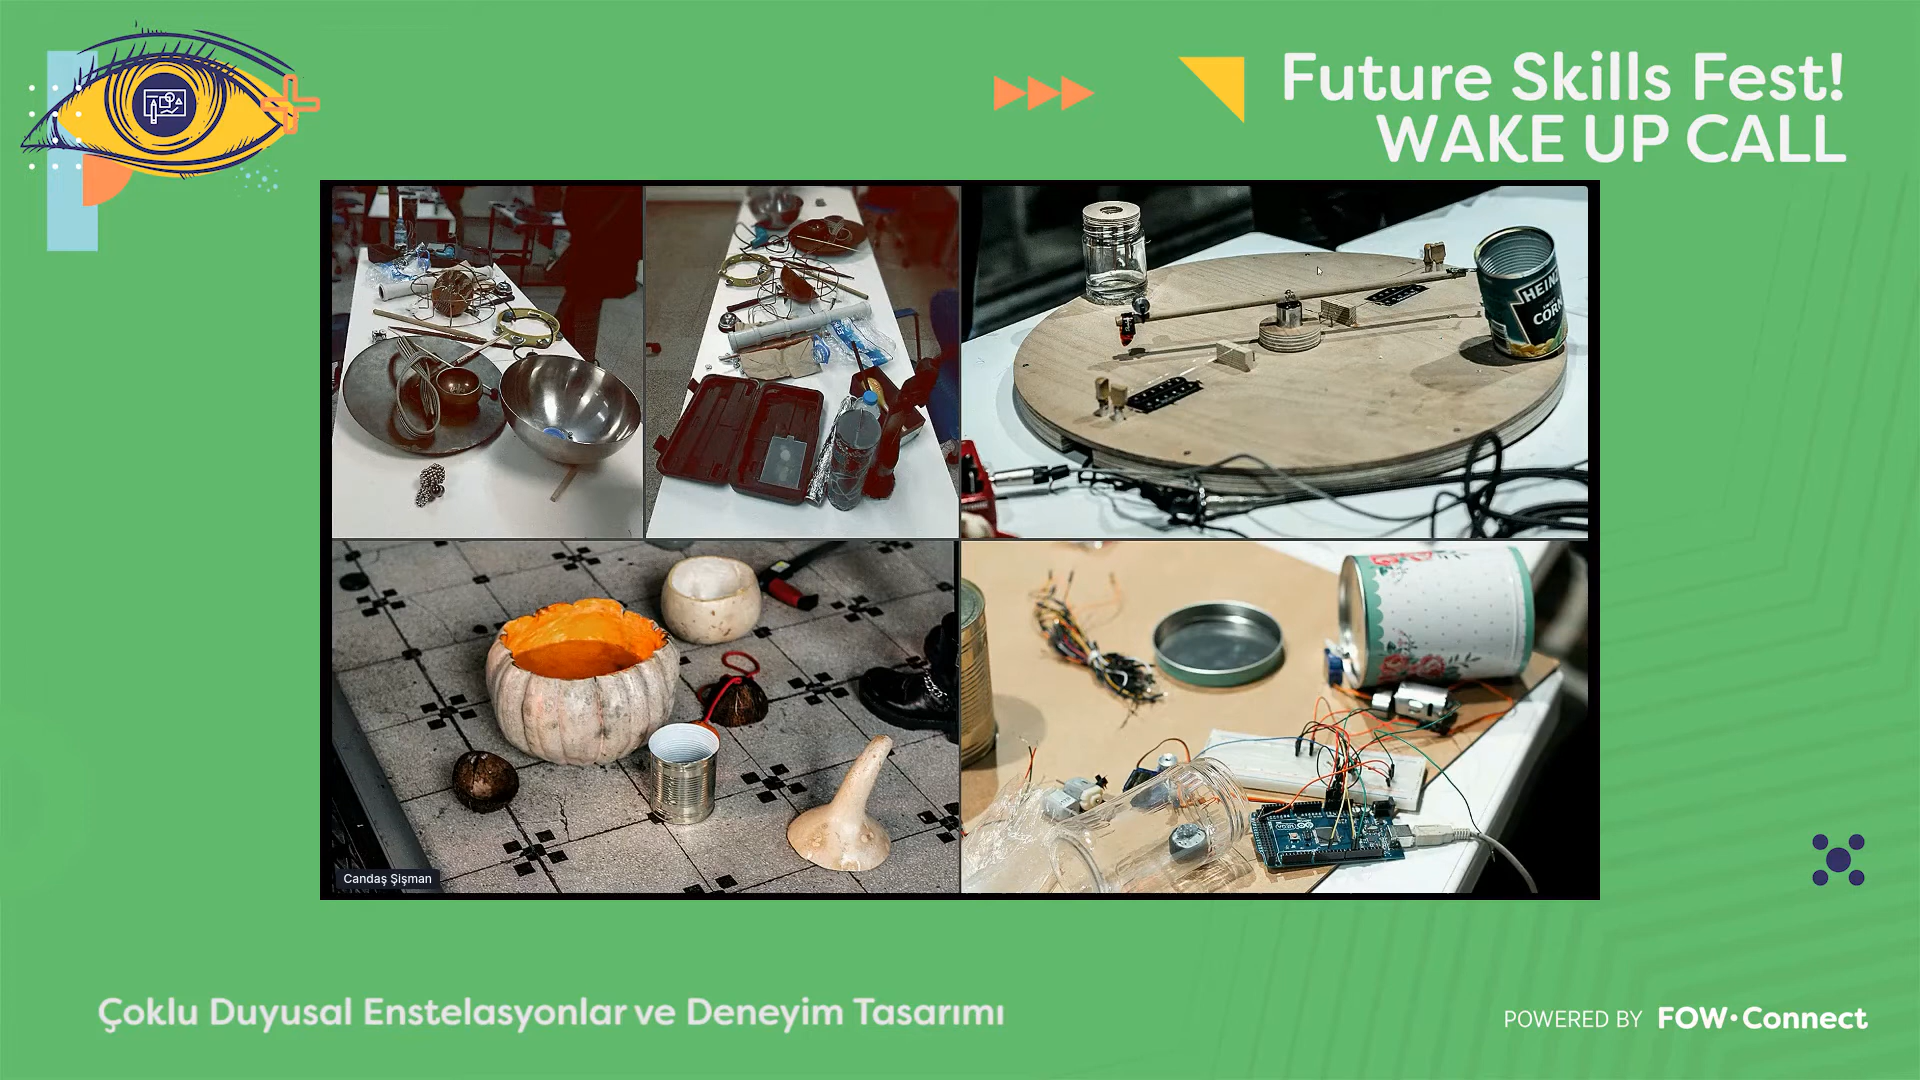 Future Skills Fest!
WAKE UP CALL
HEINZ
CORN
Candaş Şişman
Çoklu Duyusal Enstelasyonlar ve Deneyim Tasarımı
POWERED BY FOW·Connect